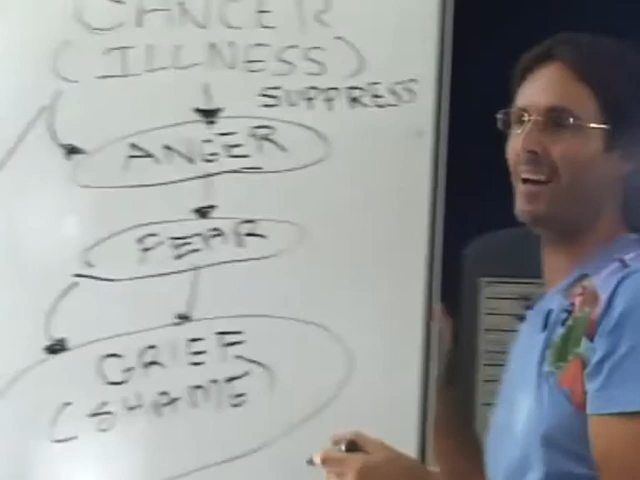 CANCER
(ILLNESS)
SUPPRESS
ANGER
FEAR
GRIEF
(SHAME